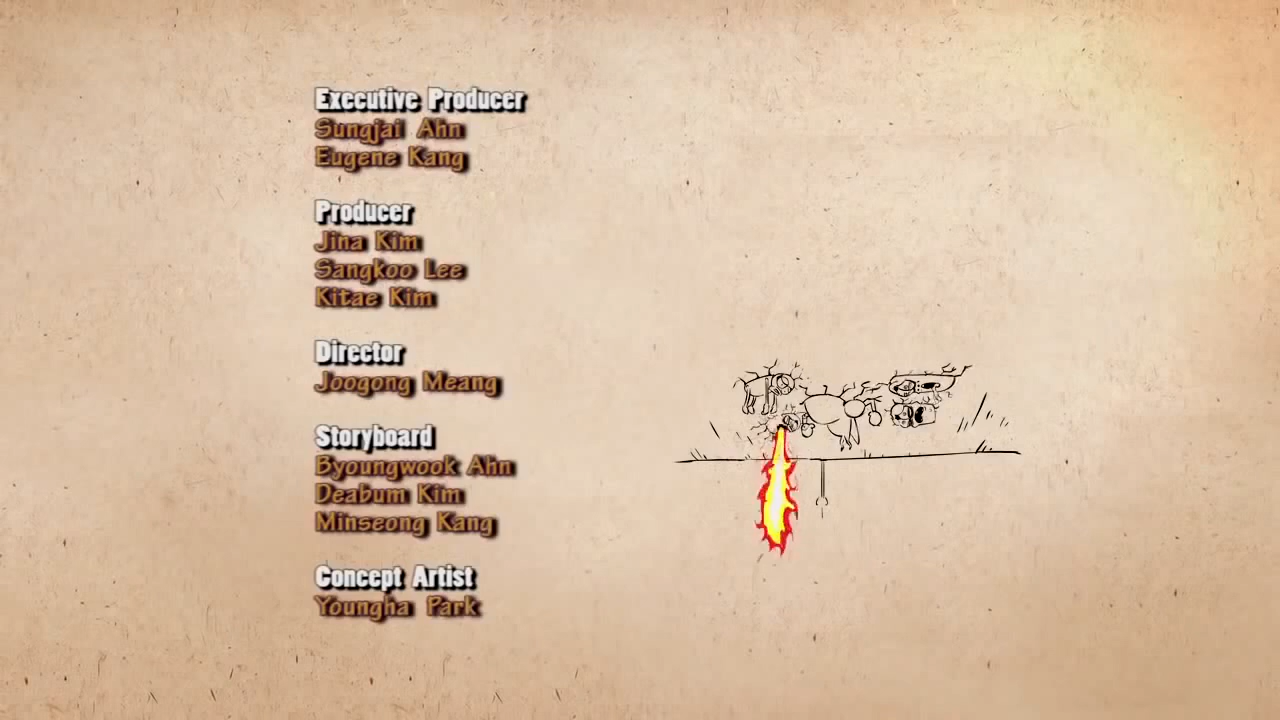 Executive Producer
Sungjai Ahn
Eugene Kang
Producer
Jina Kim
Sangkoo Lee
Kitae Kim
Director
Joogong Meang
Storyboard
Byoungwook Ahn
Deabum Kim
Minseong Kang
Concept Artist
Youngha Park